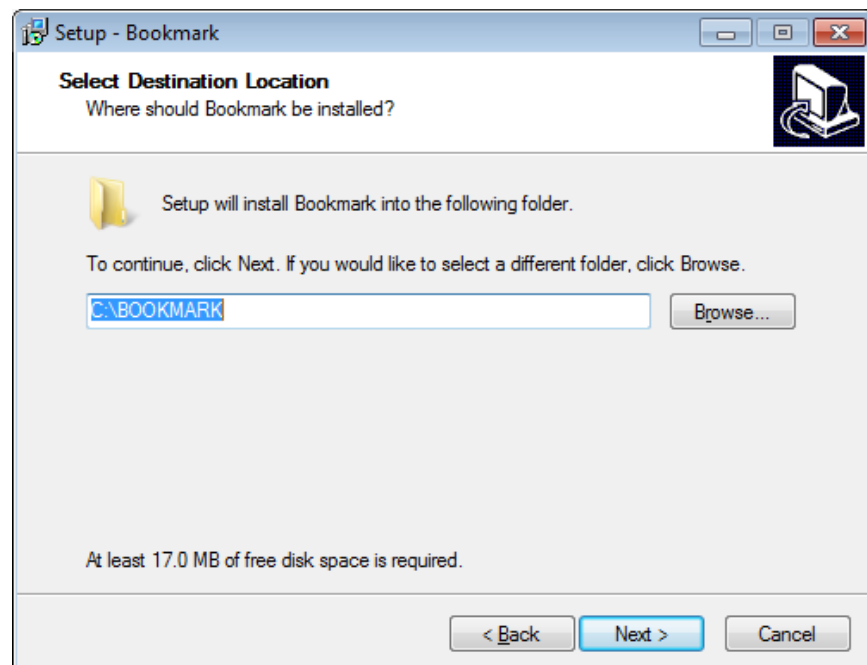 Setup - Bookmark
Select Destination Location
Where should Bookmark be installed?
Setup will install Bookmark into the following folder.
To continue, click Next. If you would like to select a different folder, click Browse.
C:\BOOKMARK
Browse...
At least 17.0 MB of free disk space is required.
< Back Next > Cancel